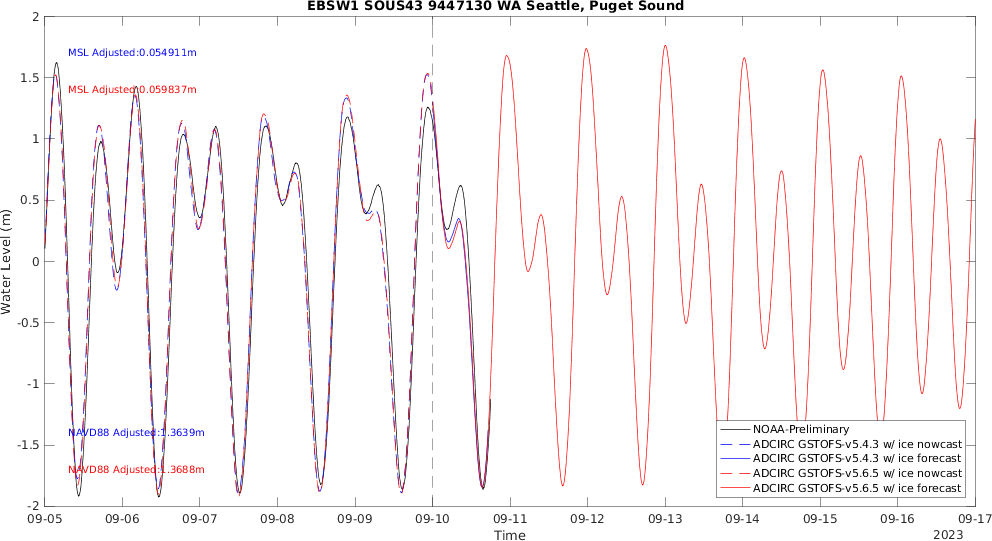 EBSW1 SOUS43 9447130 WA Seattle, Puget Sound
2
1.5
1
0.5
0
-0.5
-1
-1.5
-2
Water Level (m)
MSL Adjusted:0.054911m
MSL Adjusted:0.059837m
NAVD88 Adjusted:1.3639m
NAVD88 Adjusted:1.3688m
NOAA-Preliminary
ADCIRC GSTOFS-v5.4.3 w/ ice nowcast
ADCIRC GSTOFS-v5.4.3 w/ ice forecast
ADCIRC GSTOFS-v5.6.5 w/ ice nowcast
ADCIRC GSTOFS-v5.6.5 w/ ice forecast
09-05 09-06 09-07 09-08 09-09 09-10 09-11 09-12 09-13 09-14 09-15 09-16 09-17
Time
2023